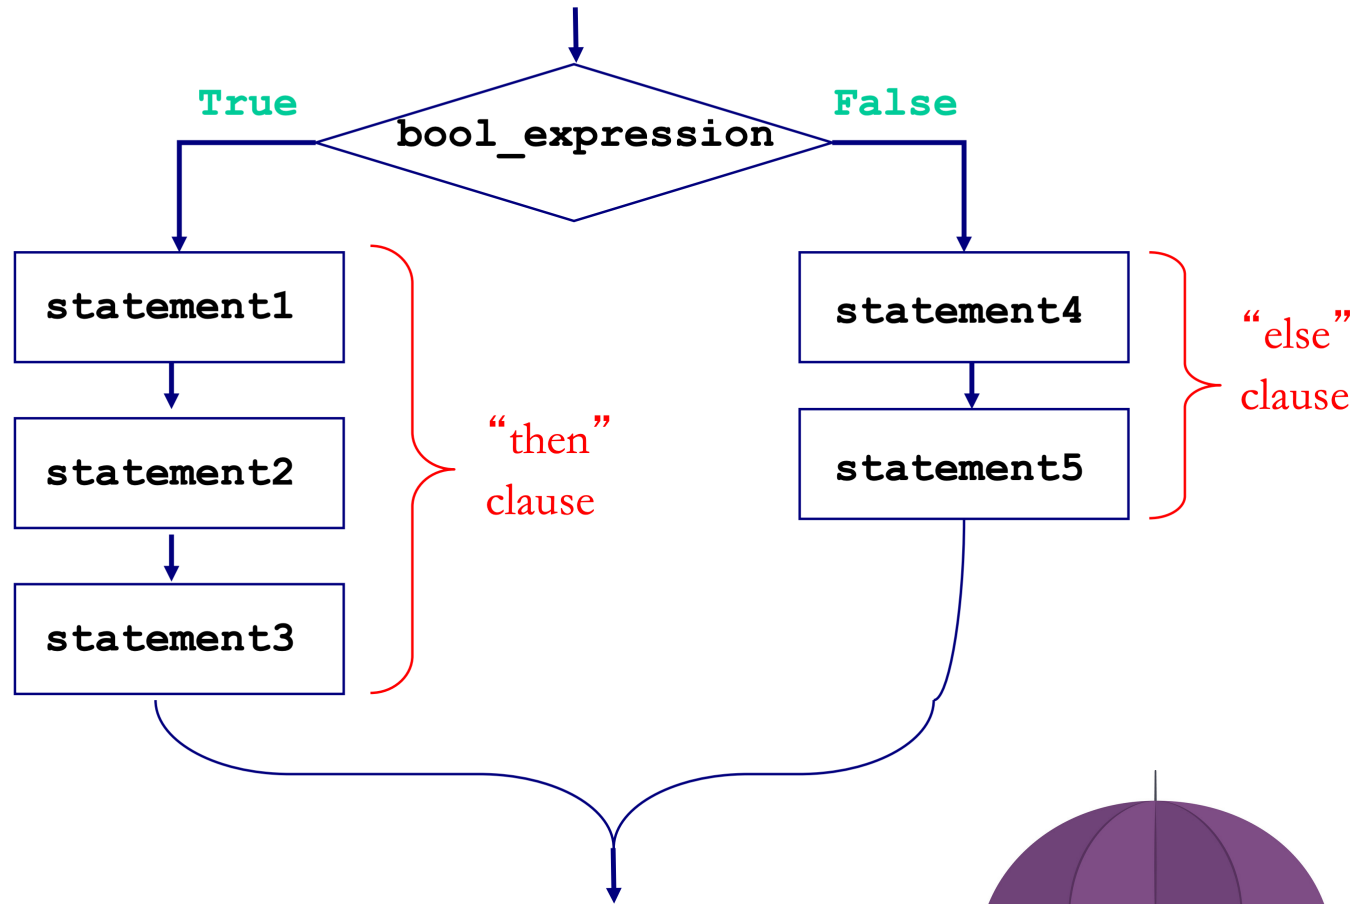 True
False
bool_expression
statement1
statement2
statement3
“then”
clause
statement4
statement5
“else”
clause